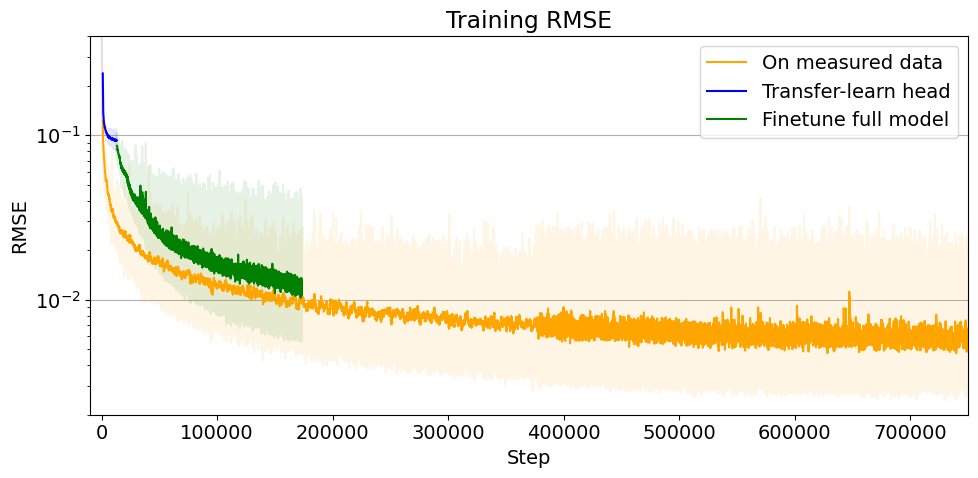 Training RMSE
RMSE
10⁻¹
10⁻²
On measured data
Transfer-learn head
Finetune full model
0 100000 200000 300000 400000 500000 600000 700000
Step